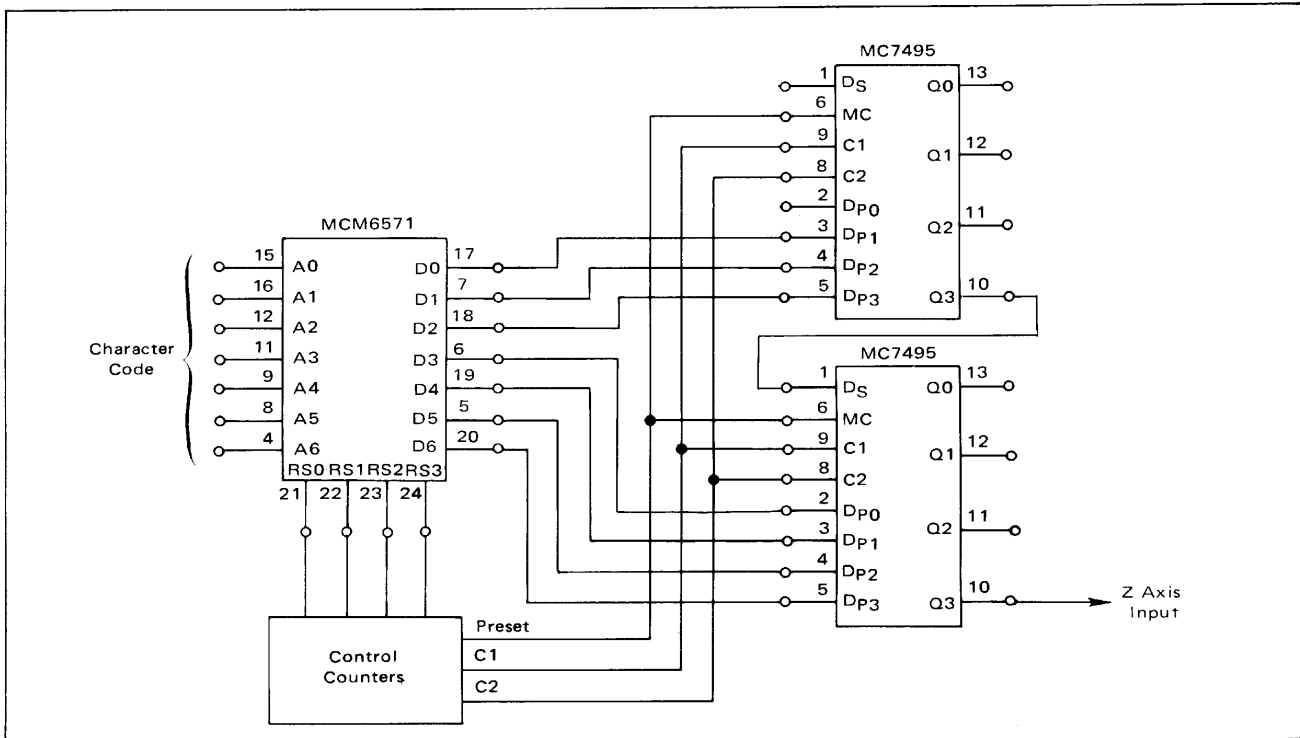 MC7495
1 DS Q0 13
6 MC
9 C1
Q1 12
8 C2
2 DP0
Q2 11
3 DP1
4 DP2
5 DP3 Q3 10
MCM6571
Character
Code
15 A0 D0 17
16 A1 D1 7
12 A2 D2 18
11 A3 D3 6
9 A4 D4 19
8 A5 D5 5
4 A6 D6 20
RS0 RS1 RS2 RS3
21 22 23 24
MC7495
1 DS Q0 13
6 MC
9 C1
Q1 12
8 C2
2 DP0
Q2 11
3 DP1
4 DP2
5 DP3 Q3 10
Z Axis
Input
Control
Counters
Preset
C1
C2